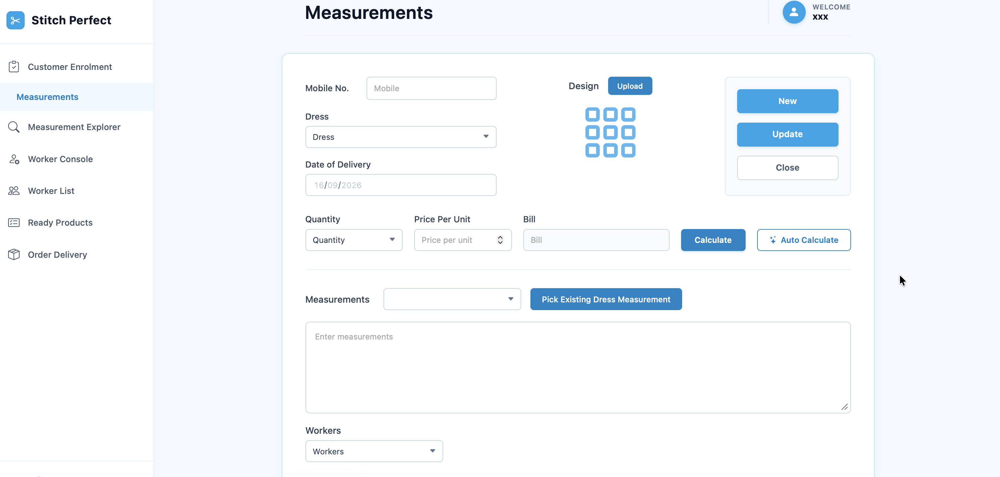 Stitch Perfect
Customer Enrolment
Measurements
Measurement Explorer
Worker Console
Worker List
Ready Products
Order Delivery
Measurements
WELCOME
xxx
Mobile No.
Mobile
Design
Upload
New
Update
Close
Dress
Dress
Date of Delivery
16/09/2026
Quantity
Price Per Unit
Bill
Quantity
Price per unit
Bill
Calculate
Auto Calculate
Measurements
Pick Existing Dress Measurement
Enter measurements
Workers
Workers